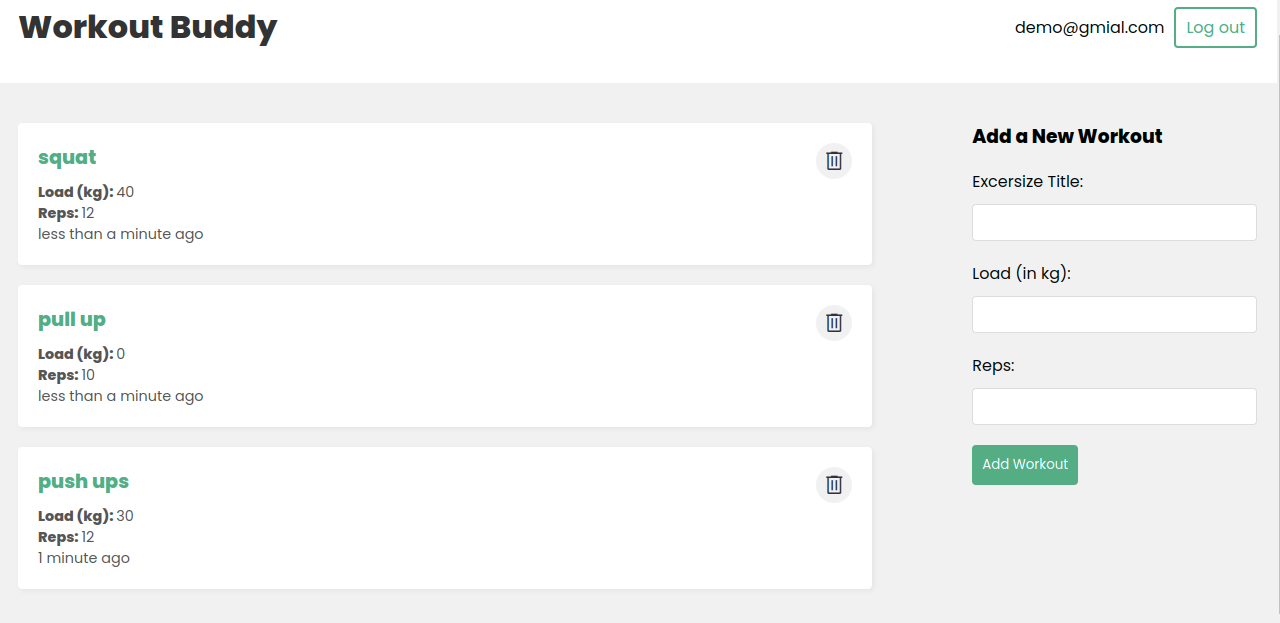 Workout Buddy
demo@gmial.com
Log out
squat
Load (kg): 40
Reps: 12
less than a minute ago
pull up
Load (kg): 0
Reps: 10
less than a minute ago
push ups
Load (kg): 30
Reps: 12
1 minute ago
Add a New Workout
Excersize Title:
Load (in kg):
Reps:
Add Workout